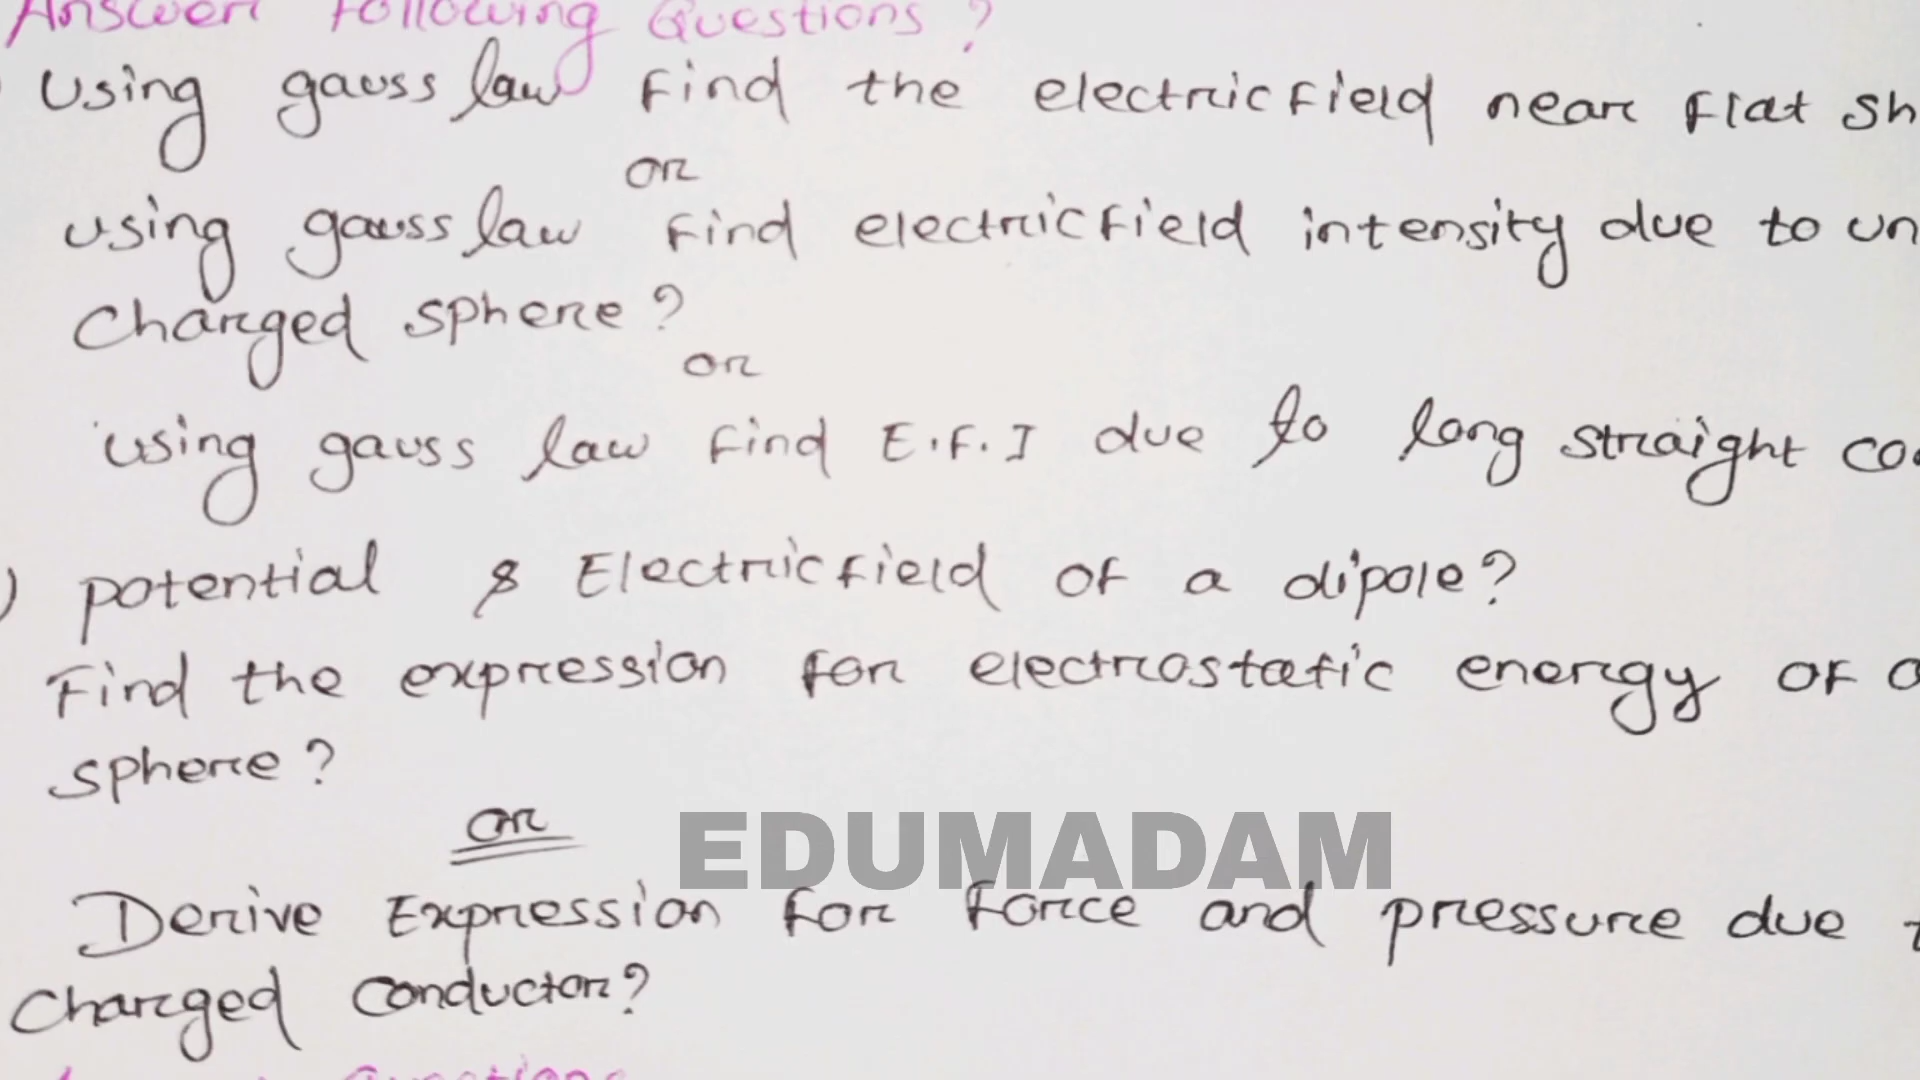 Answer Following Questions?
Using gauss law find the electric field near flat sh
or
using gauss law find electric field intensity due to un
charged sphere?
or
using gauss law find E.F.I due to long straight co
) potential & Electric field of a dipole?
Find the expression for electrostatic energy of
sphere?
or
EDUMADAM
Derive Expression for force and pressure due t
charged conductor?
Questions